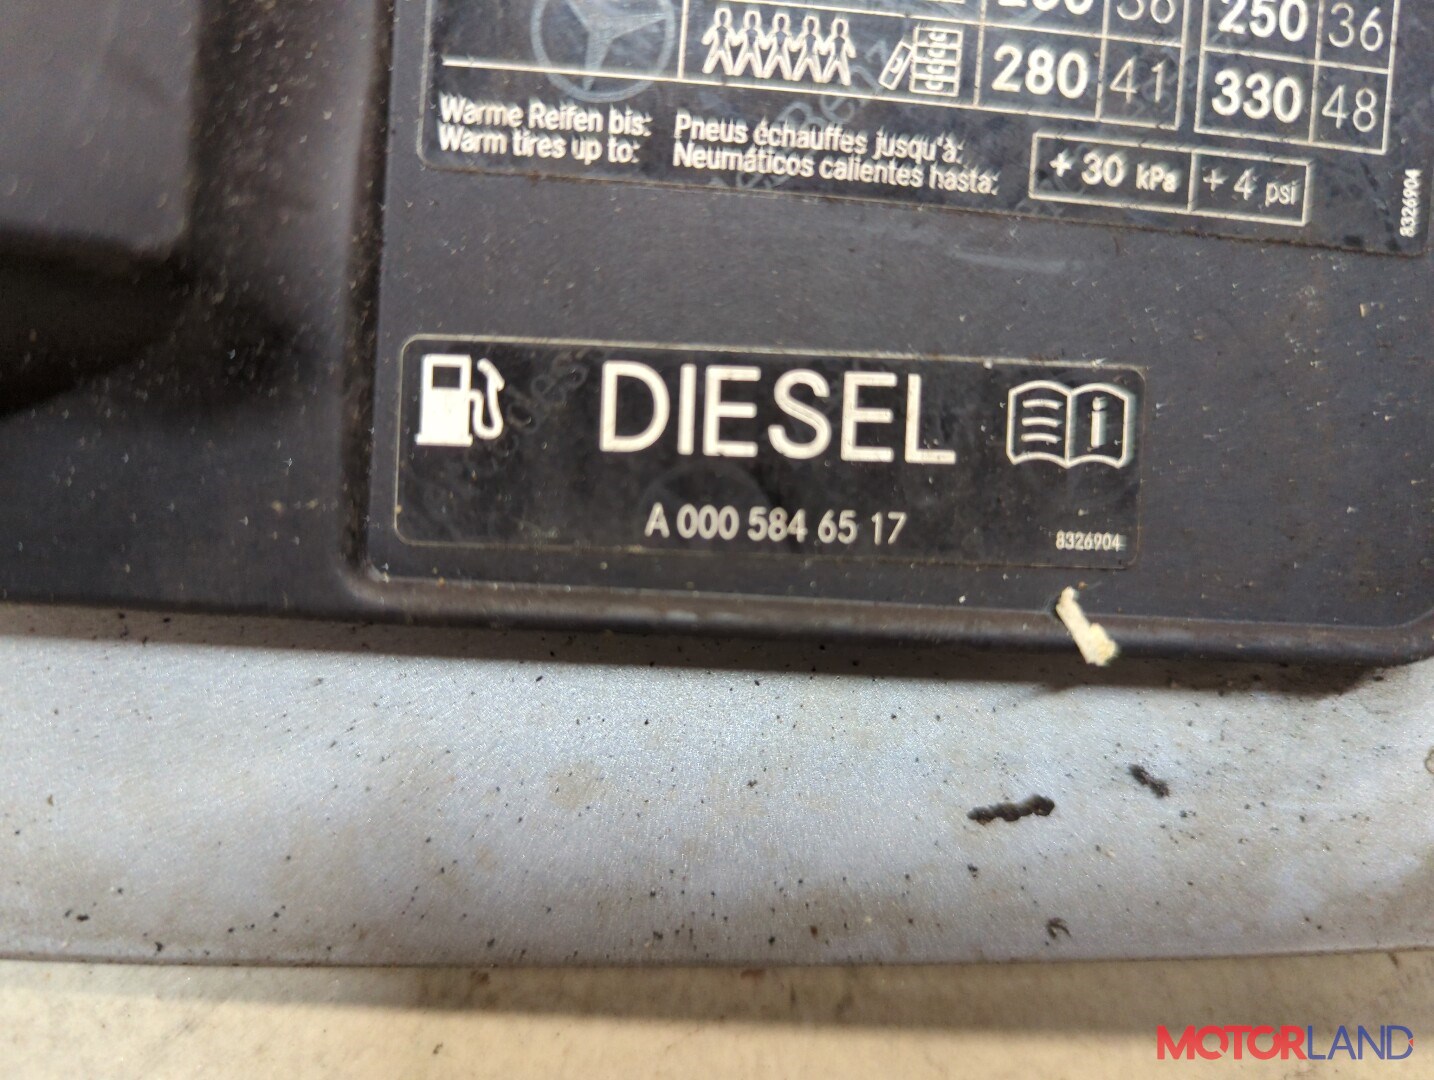 250 36
280 41 330 48
Warme Reifen bis: Pneus échauffes jusqu'à:
Warm tires up to: Neumáticos calientes hasta:
+ 30 kPa + 4 psi
8326904
DIESEL
A 000 584 65 17
8326904
MOTORLAND